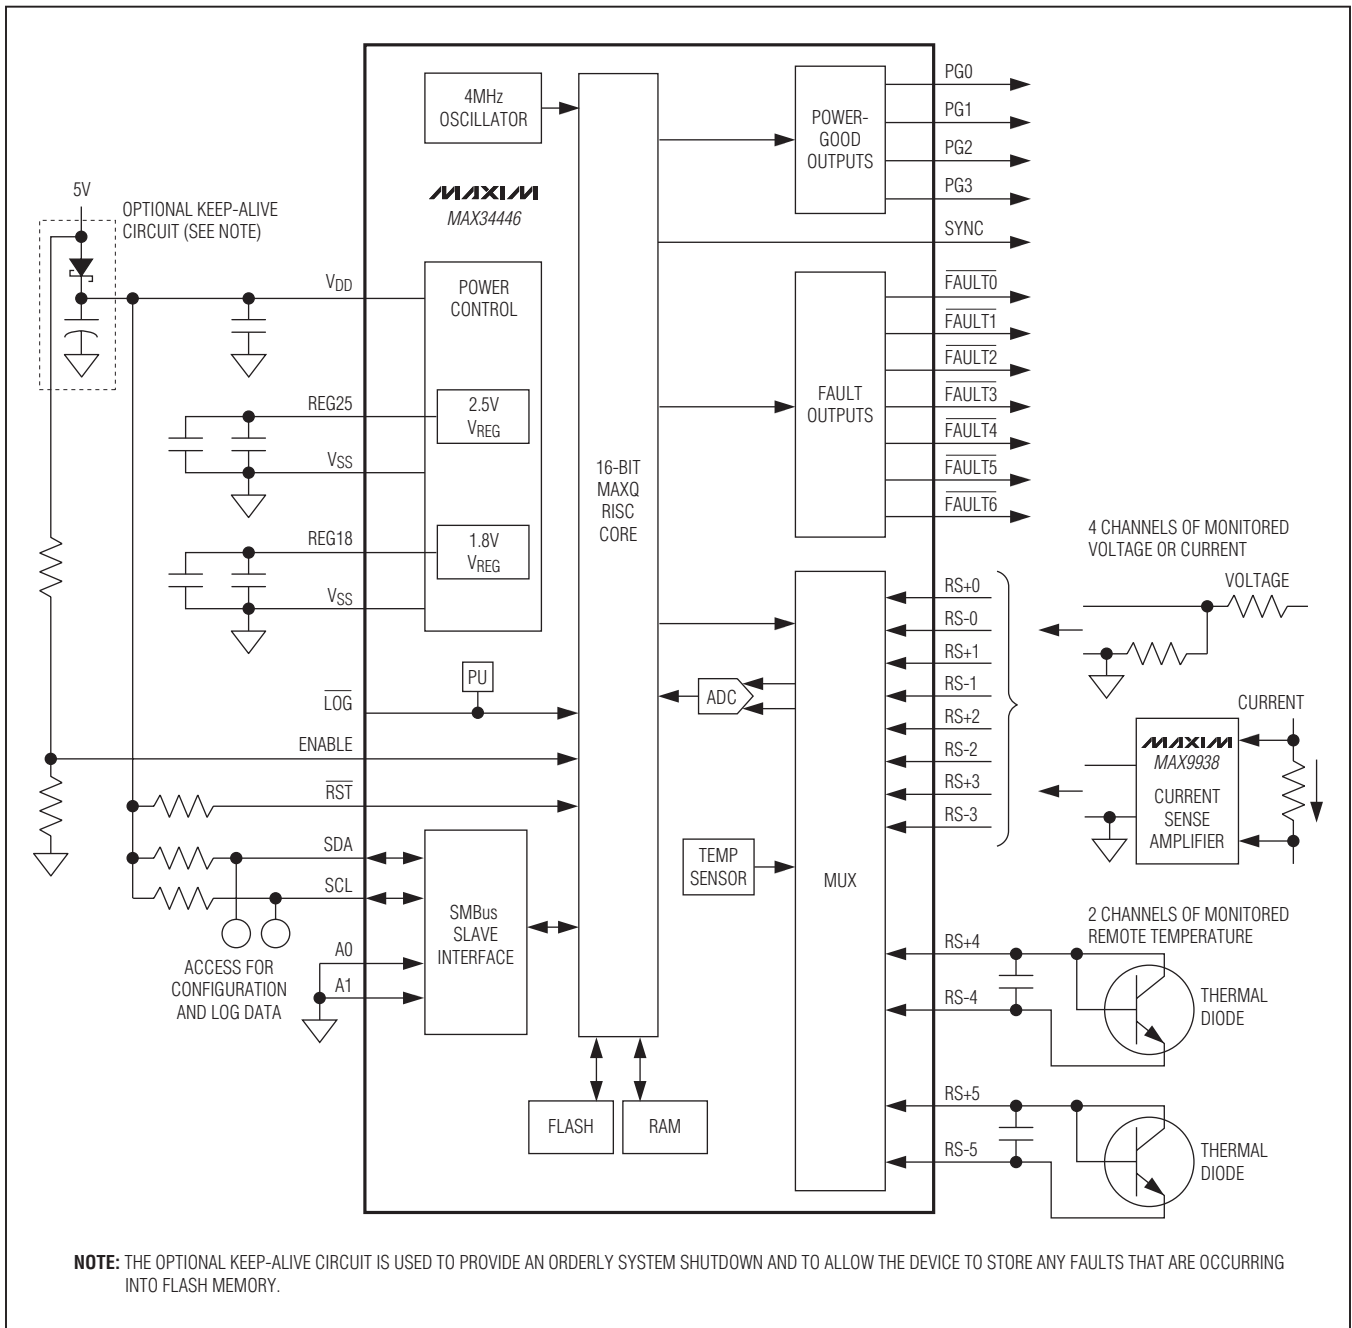 4MHz
OSCILLATOR
MAXIM
MAX34446
5V
OPTIONAL KEEP-ALIVE
CIRCUIT (SEE NOTE)
VDD
POWER
CONTROL
REG25
2.5V
VREG
VSS
REG18
1.8V
VREG
VSS
PU
LOG
ENABLE
RST
SDA
SCL
A0
A1
ACCESS FOR
CONFIGURATION
AND LOG DATA
SMBus
SLAVE
INTERFACE
16-BIT
MAXQ
RISC
CORE
FLASH
RAM
ADC
TEMP
SENSOR
MUX
POWER-
GOOD
OUTPUTS
PG0
PG1
PG2
PG3
SYNC
FAULT
OUTPUTS
FAULT0
FAULT1
FAULT2
FAULT3
FAULT4
FAULT5
FAULT6
RS+0
RS-0
RS+1
RS-1
RS+2
RS-2
RS+3
RS-3
4 CHANNELS OF MONITORED
VOLTAGE OR CURRENT
VOLTAGE
CURRENT
MAXIM
MAX9938
CURRENT
SENSE
AMPLIFIER
2 CHANNELS OF MONITORED
REMOTE TEMPERATURE
RS+4
RS-4
THERMAL
DIODE
RS+5
RS-5
THERMAL
DIODE
NOTE: THE OPTIONAL KEEP-ALIVE CIRCUIT IS USED TO PROVIDE AN ORDERLY SYSTEM SHUTDOWN AND TO ALLOW THE DEVICE TO STORE ANY FAULTS THAT ARE OCCURRING
INTO FLASH MEMORY.